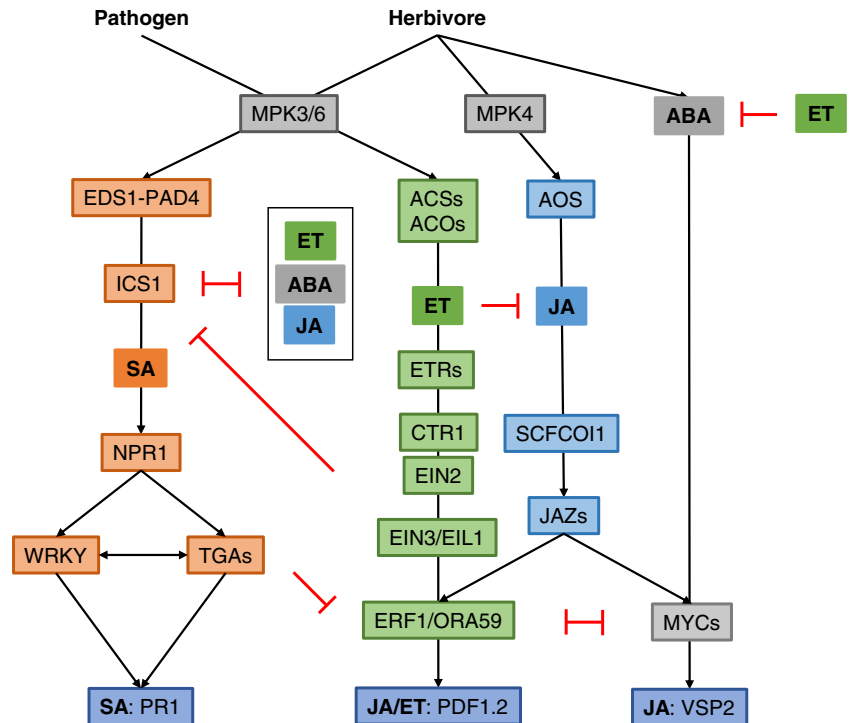 Pathogen
Herbivore
MPK3/6
MPK4
ABA
ET
EDS1-PAD4
ACSs
ACOs
AOS
ET
ABA
JA
ICS1
ET
JA
SA
ETRs
NPR1
CTR1
SCFCOI1
EIN2
JAZs
WRKY
TGAs
EIN3/EIL1
ERF1/ORA59
MYCs
SA: PR1
JA/ET: PDF1.2
JA: VSP2